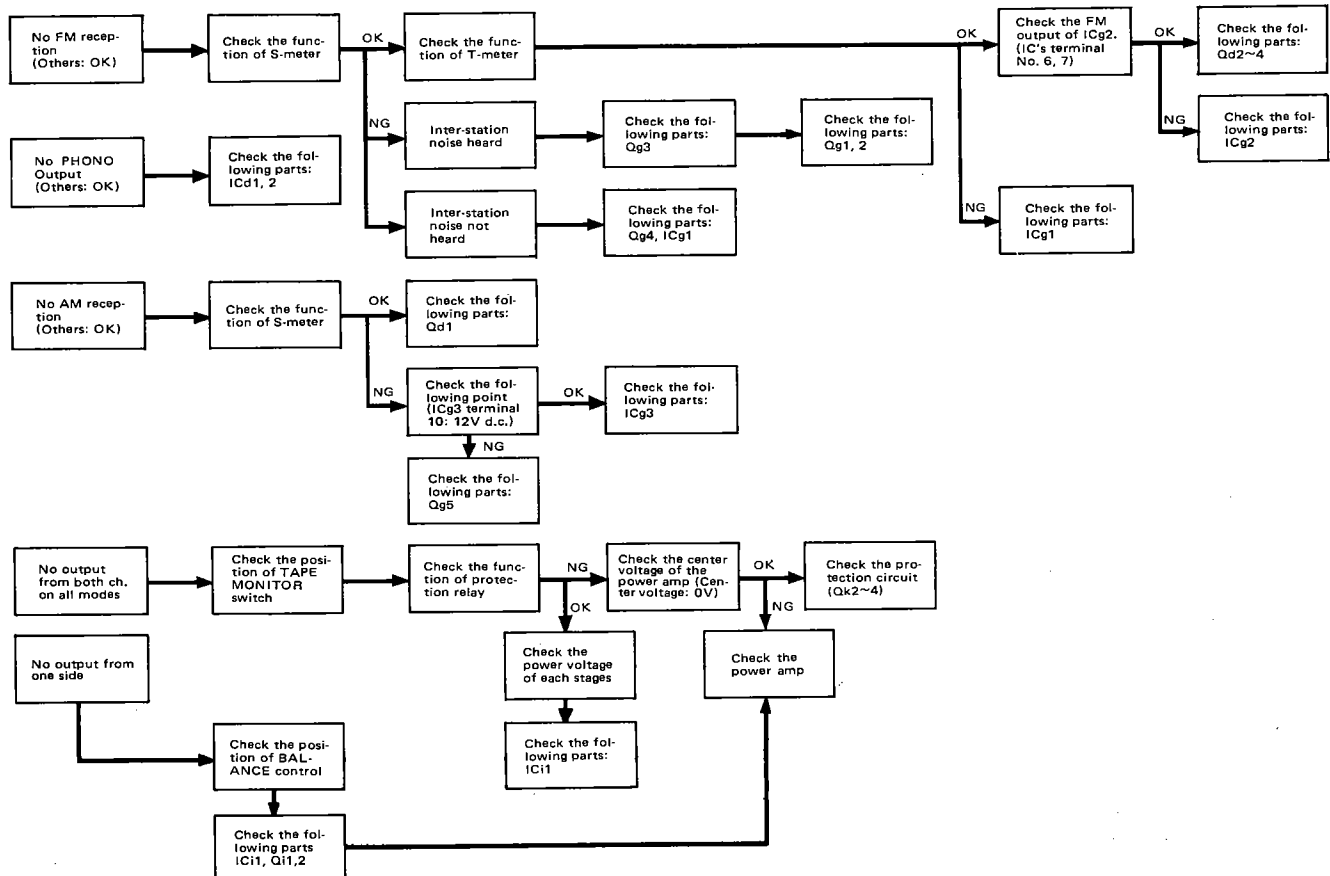 No FM recep-
tion
(Others: OK)
Check the func-
tion of S-meter
OK
Check the func-
tion of T-meter
OK
Check the FM
output of ICg2.
(IC's terminal
No. 6, 7)
OK
Check the fol-
lowing parts:
Qd2~4
NG
Check the fol-
lowing parts:
ICg2
NG
Inter-station
noise heard
Check the fol-
lowing parts:
Qg3
Check the fol-
lowing parts:
Qg1, 2
Inter-station
noise not
heard
Check the fol-
lowing parts:
Qg4, ICg1
NG
Check the fol-
lowing parts:
ICg1
No PHONO
Output
(Others: OK)
Check the fol-
lowing parts:
ICd1, 2
No AM recep-
tion
(Others: OK)
Check the func-
tion of S-meter
OK
Check the fol-
lowing parts:
Qd1
NG
Check the fol-
lowing point
(ICg3 terminal
10: 12V d.c.)
OK
Check the fol-
lowing parts:
ICg3
NG
Check the fol-
lowing parts:
Qg5
No output
from both ch.
on all modes
Check the posi-
tion of TAPE
MONITOR
switch
Check the func-
tion of protec-
tion relay
NG
Check the center
voltage of the
power amp (Cen-
ter voltage: 0V)
OK
Check the pro-
tection circuit
(Qk2~4)
OK
Check the
power voltage
of each stages
Check the fol-
lowing parts:
ICi1
NG
Check the
power amp
No output from
one side
Check the posi-
tion of BAL-
ANCE control
Check the fol-
lowing parts
ICi1, Qi1,2